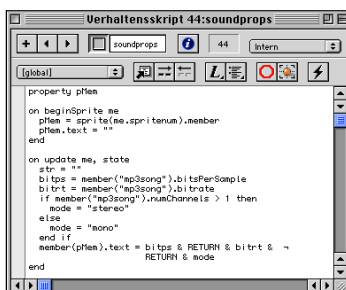 Verhaltensskript 44:soundprops
soundprops 44 Intern
[global]
property pMem
on beginSprite me
pMem = sprite(me.spritenum).member
pMem.text = ""
end
on update me, state
str = ""
bitps = member("mp3song").bitsPerSample
bitrt = member("mp3song").bitrate
if member("mp3song").numChannels > 1 then
mode = "stereo"
else
mode = "mono"
end if
member(pMem).text = bitps & RETURN & bitrt & ¬
RETURN & mode
end